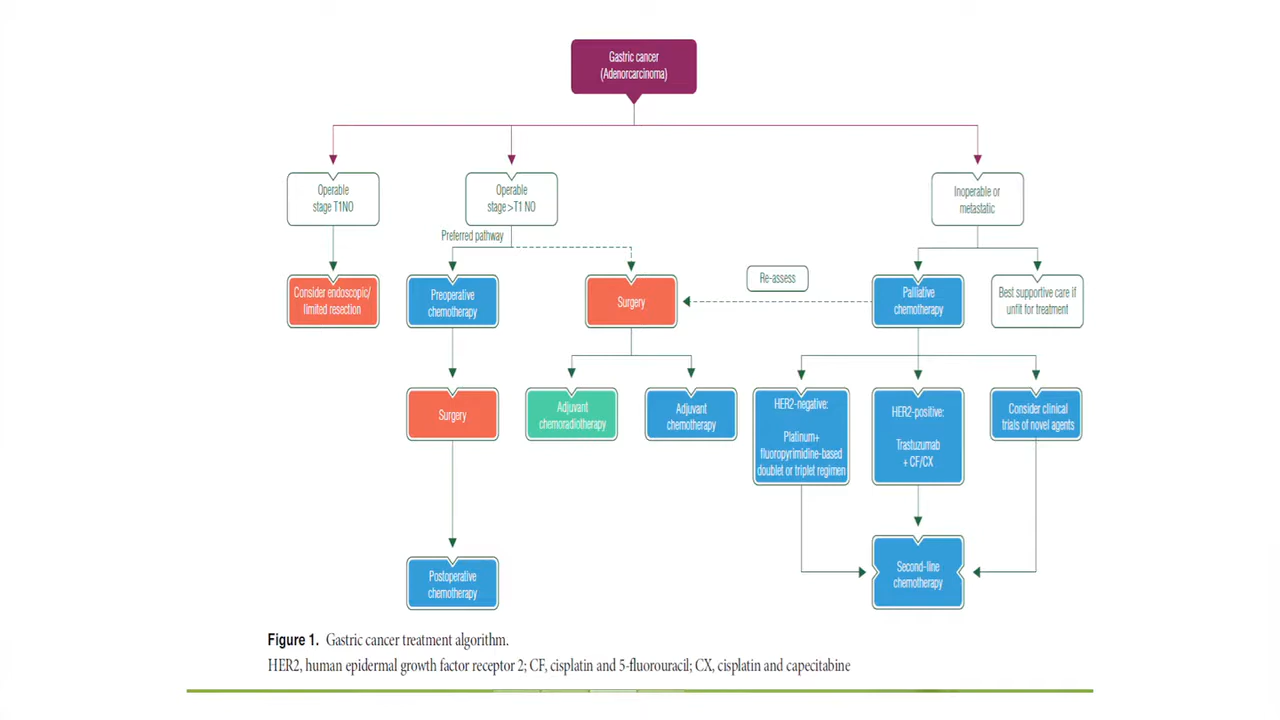 Gastric cancer
(Adenorcarcinoma)
Operable
stage T1NO
Operable
stage >T1 NO
Inoperable or
metastatic
Preferred pathway
Consider endoscopic/
limited resection
Preoperative
chemotherapy
Surgery
Re-assess
Palliative
chemotherapy
Best supportive care if
unfit for treatment
Surgery
Adjuvant
chemoradiotherapy
Adjuvant
chemotherapy
HER2-negative:
Platinum+
fluoropyrimidine-based
doublet or triplet regimen
HER2-positive:
Trastuzumab
+ CF/CX
Consider clinical
trials of novel agents
Postoperative
chemotherapy
Second-line
chemotherapy
Figure 1. Gastric cancer treatment algorithm.
HER2, human epidermal growth factor receptor 2; CF, cisplatin and 5-fluorouracil; CX, cisplatin and capecitabine